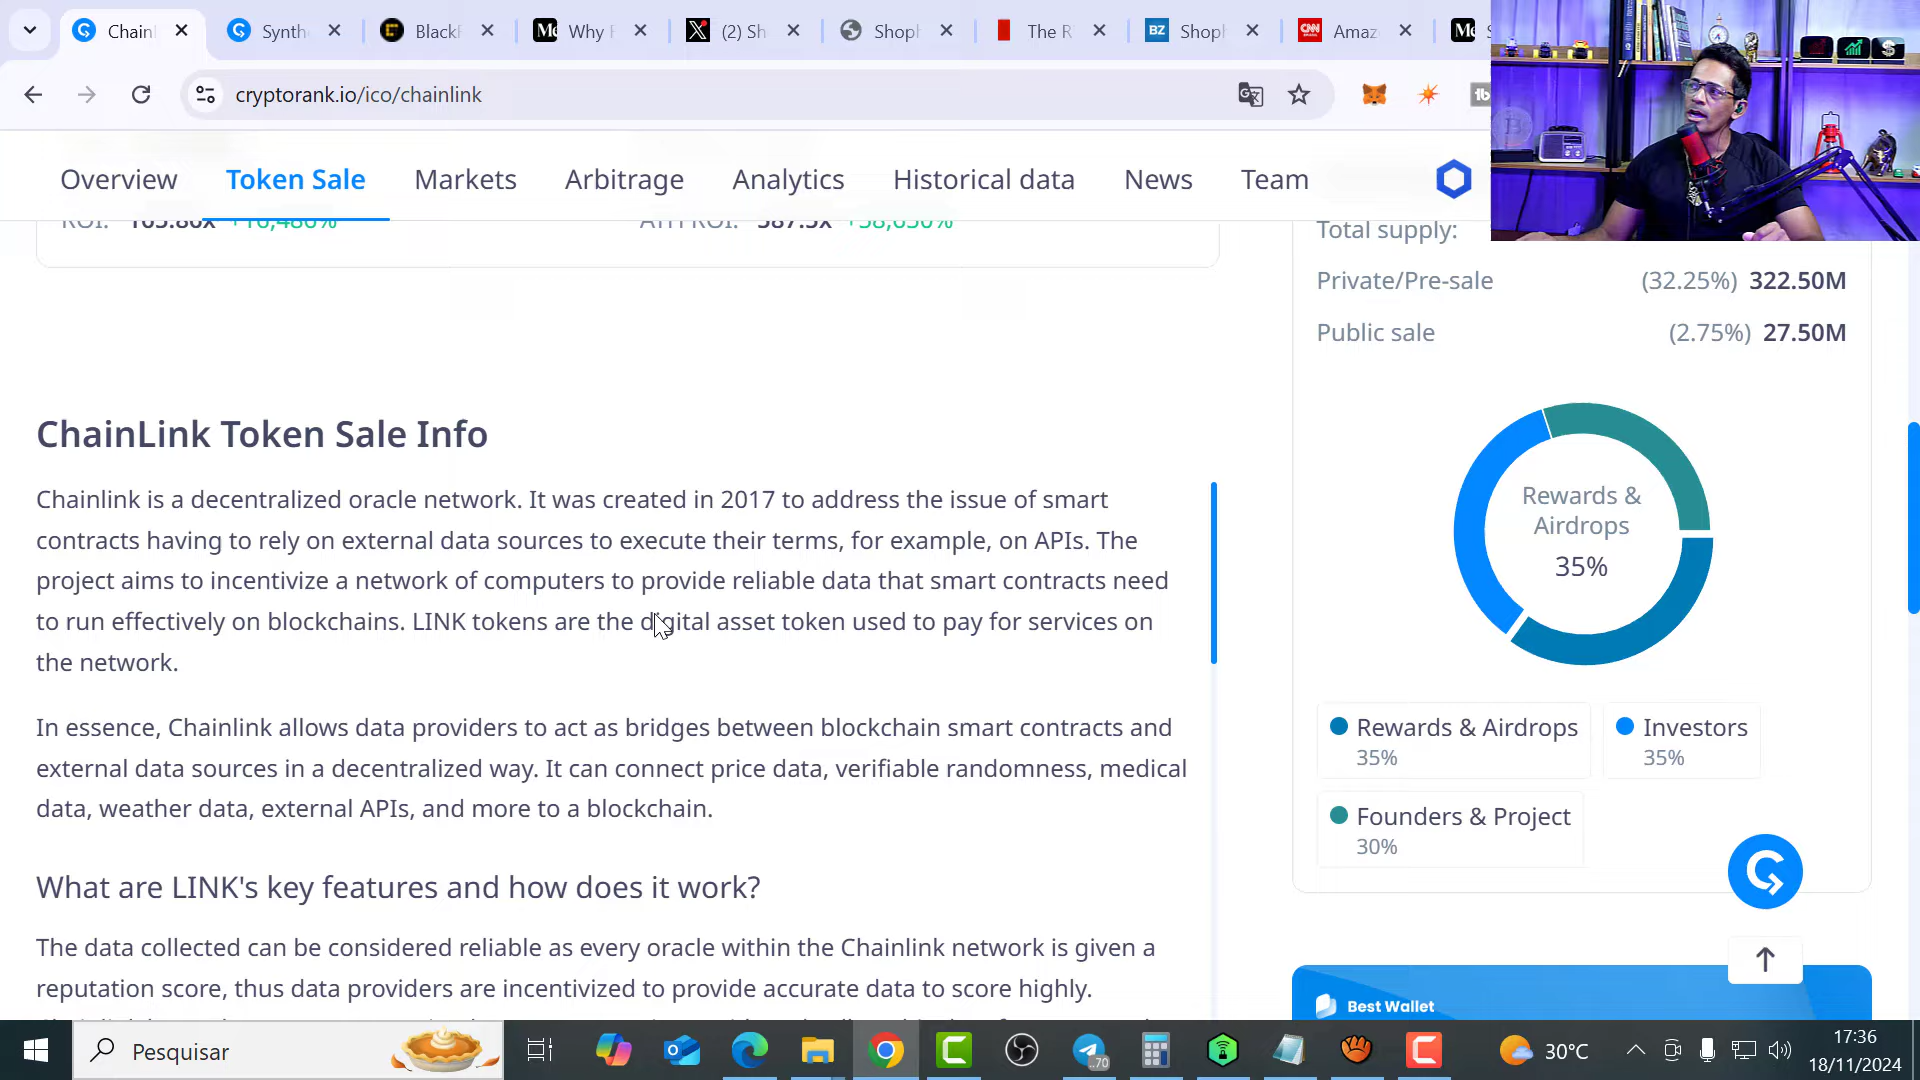 Chainl
Synth
BlackF
Why F
(2) Sh
Shopl
The R
BZ
Shopl
CNN
Amaz
cryptorank.io/ico/chainlink
Overview
Token Sale
Markets
Arbitrage
Analytics
Historical data
News
Team
Total supply:
Private/Pre-sale (32.25%) 322.50M
Public sale (2.75%) 27.50M
ChainLink Token Sale Info
Chainlink is a decentralized oracle network. It was created in 2017 to address the issue of smart
contracts having to rely on external data sources to execute their terms, for example, on APIs. The
project aims to incentivize a network of computers to provide reliable data that smart contracts need
to run effectively on blockchains. LINK tokens are the digital asset token used to pay for services on
the network.
In essence, Chainlink allows data providers to act as bridges between blockchain smart contracts and
external data sources in a decentralized way. It can connect price data, verifiable randomness, medical
data, weather data, external APIs, and more to a blockchain.
What are LINK's key features and how does it work?
The data collected can be considered reliable as every oracle within the Chainlink network is given a
reputation score, thus data providers are incentivized to provide accurate data to score highly.
Rewards &
Airdrops
35%
Rewards & Airdrops
35%
Investors
35%
Founders & Project
30%
Best Wallet
Pesquisar
70
30°C
17:36
18/11/2024